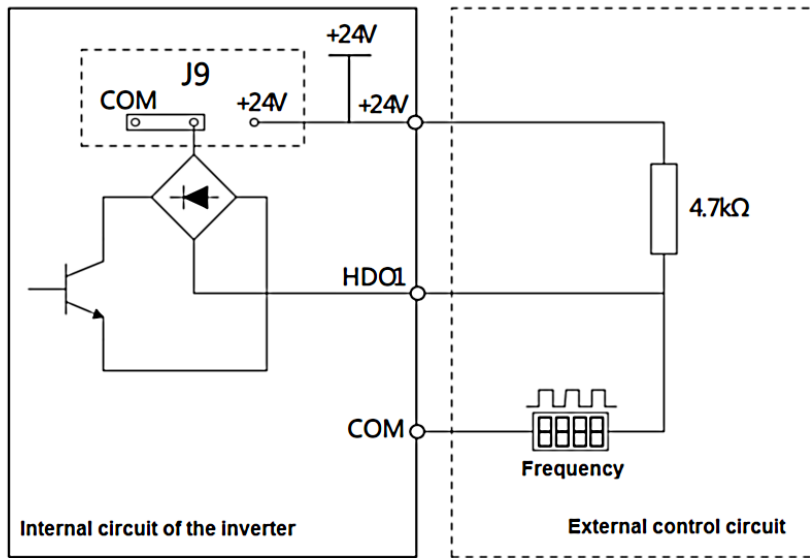 +24V
J9
COM
+24V
+24V
4.7kΩ
HDO1
COM
Frequency
Internal circuit of the inverter
External control circuit